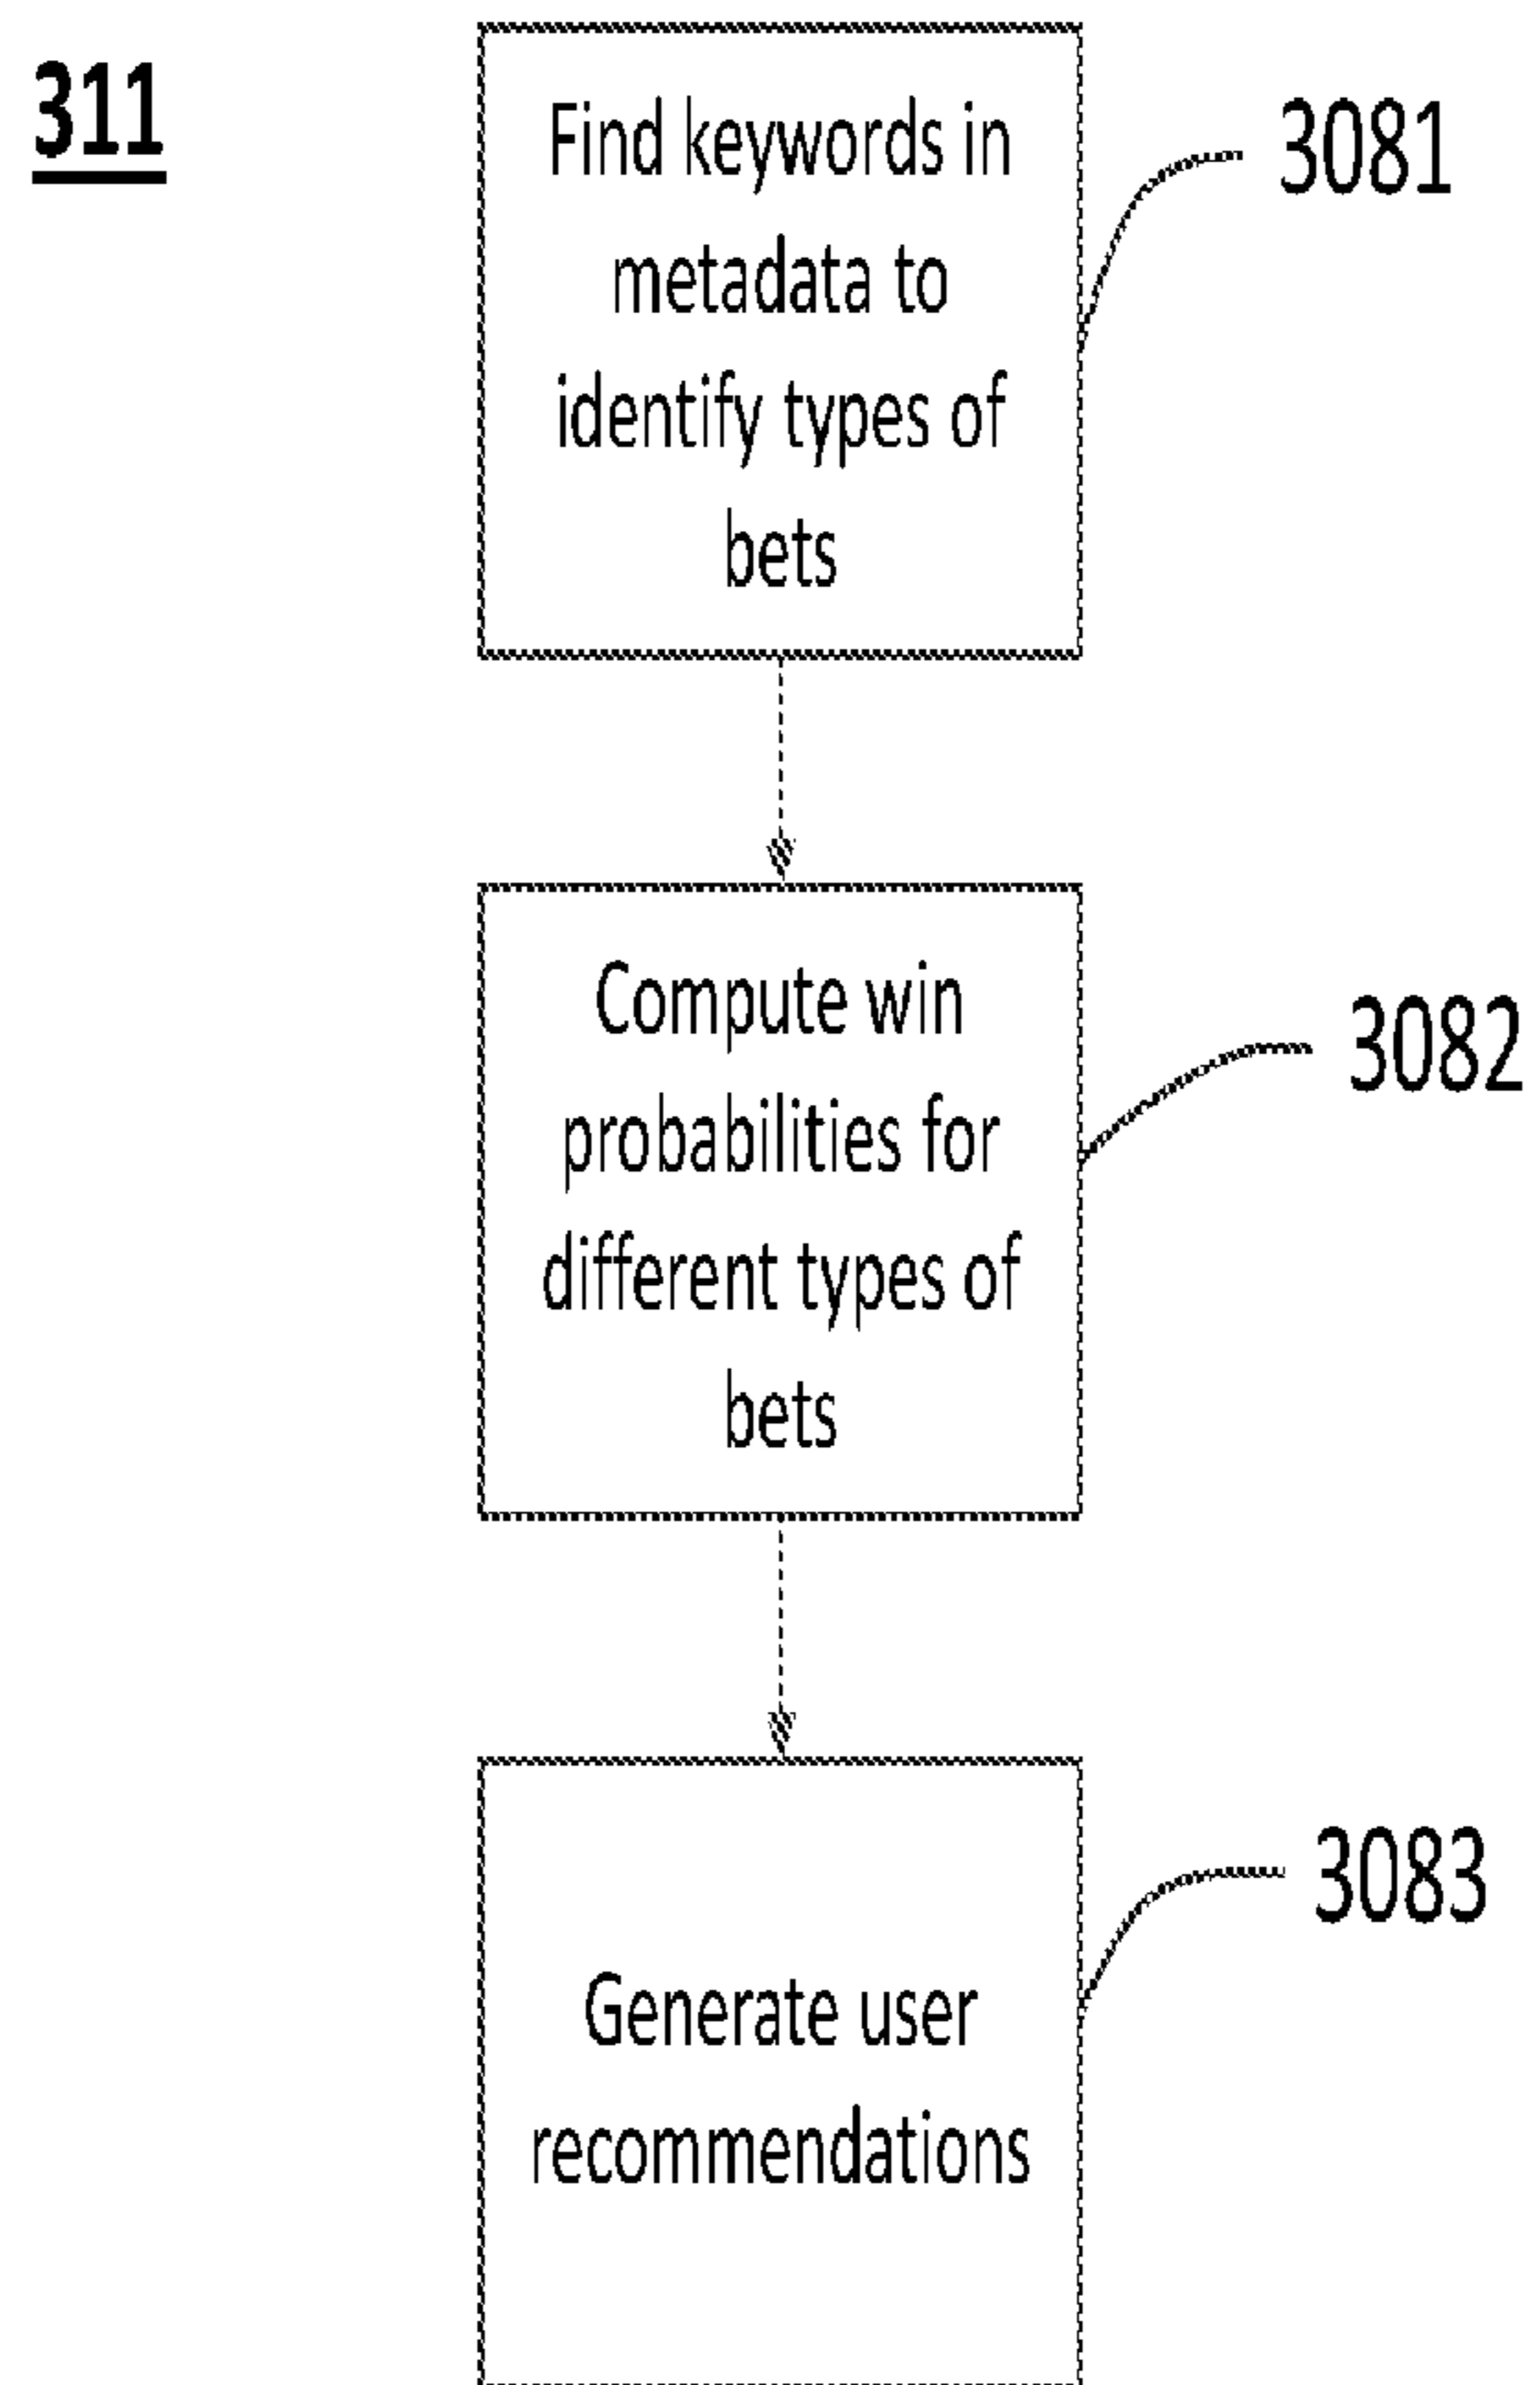 311
Find keywords in
metadata to
identify types of
bets
3081
Compute win
probabilities for
different types of
bets
3082
Generate user
recommendations
3083